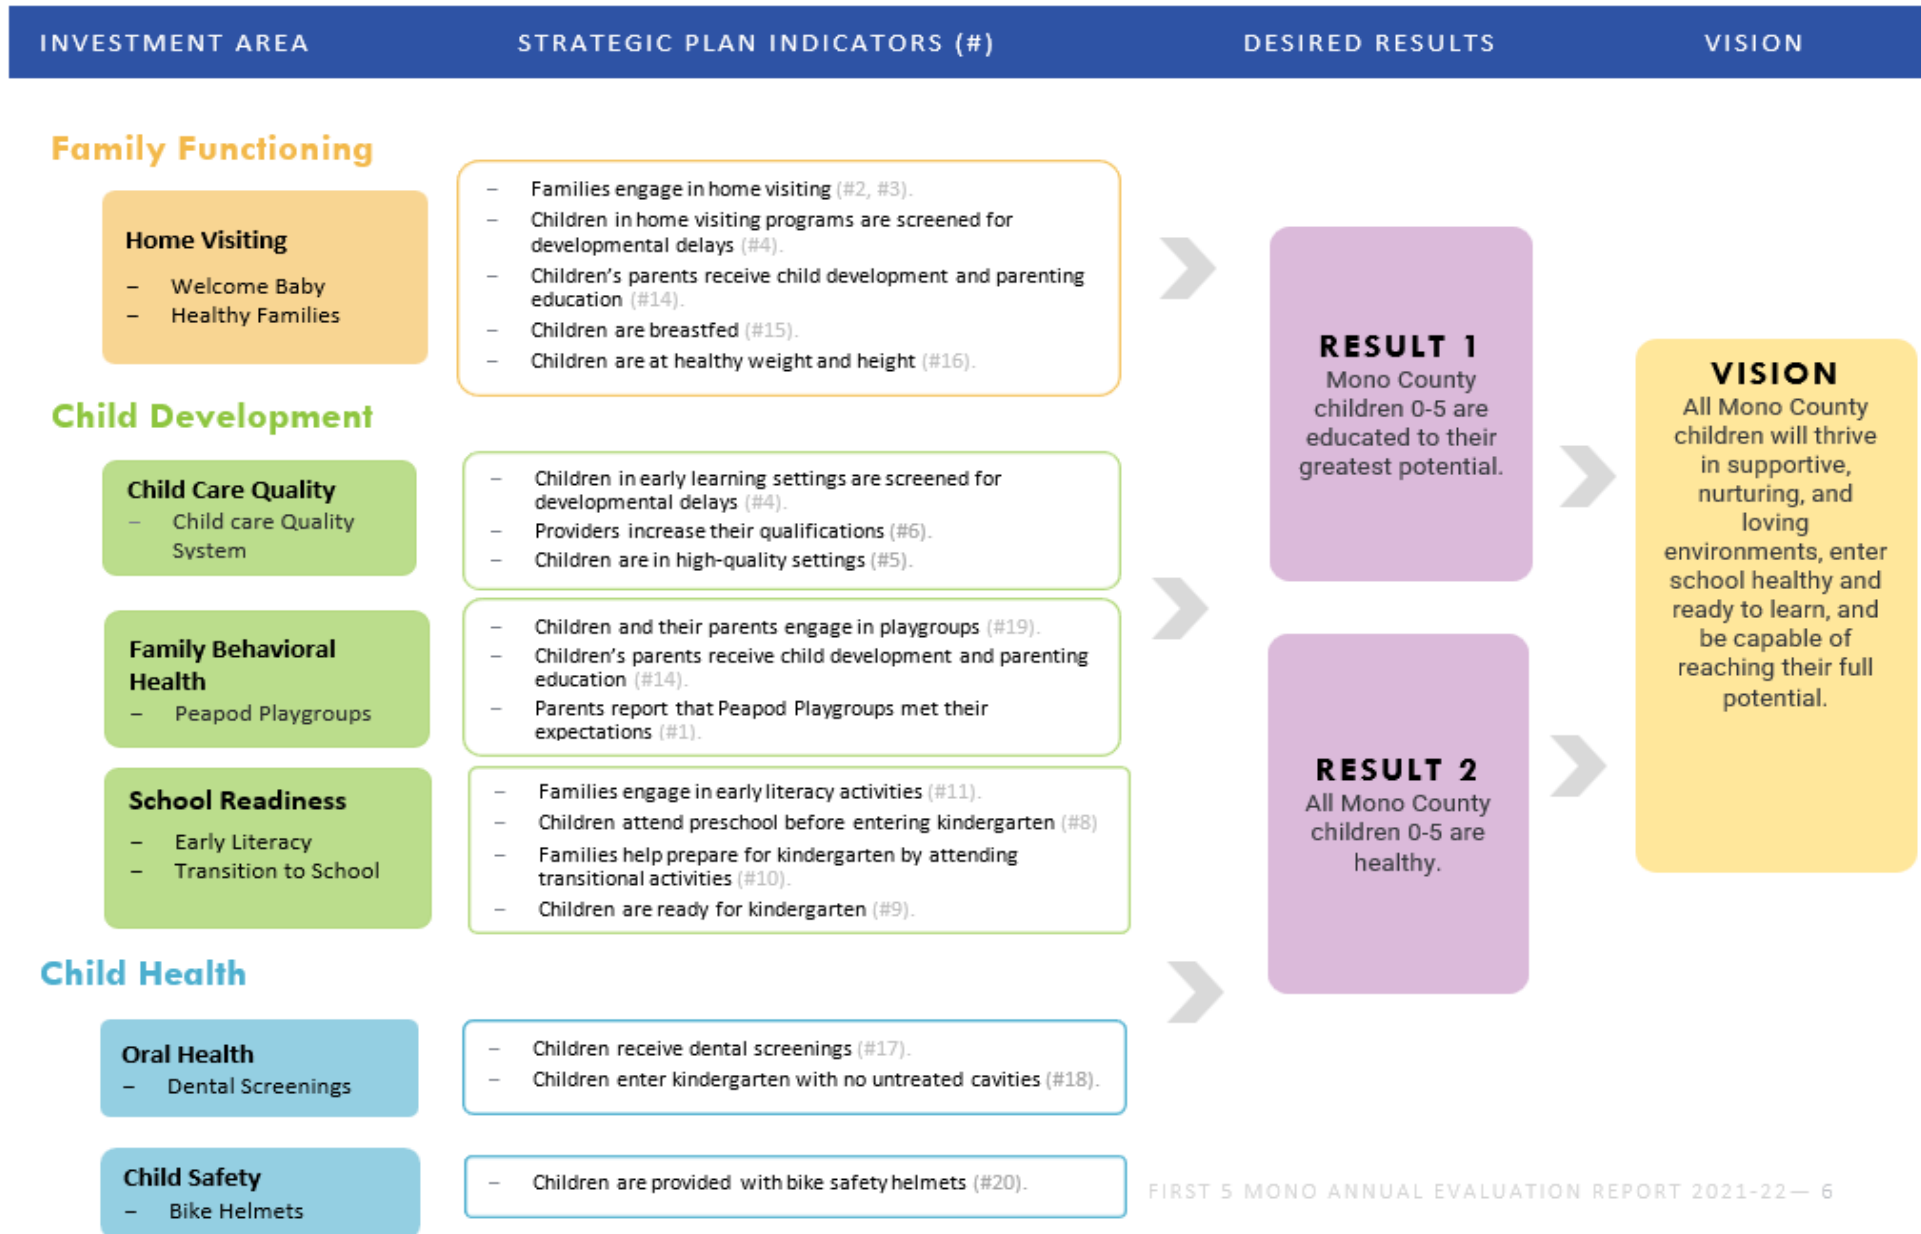 INVESTMENT AREA
STRATEGIC PLAN INDICATORS (#)
DESIRED RESULTS
VISION
Family Functioning
Home Visiting
– Welcome Baby
– Healthy Families
– Families engage in home visiting (#2, #3).
– Children in home visiting programs are screened for
developmental delays (#4).
– Children's parents receive child development and parenting
education (#14).
– Children are breastfed (#15).
– Children are at healthy weight and height (#16).
Child Development
Child Care Quality
– Child care Quality
System
– Children in early learning settings are screened for
developmental delays (#4).
– Providers increase their qualifications (#6).
– Children are in high-quality settings (#5).
Family Behavioral
Health
– Peapod Playgroups
– Children and their parents engage in playgroups (#19).
– Children's parents receive child development and parenting
education (#14).
– Parents report that Peapod Playgroups met their
expectations (#1).
School Readiness
– Early Literacy
– Transition to School
– Families engage in early literacy activities (#11).
– Children attend preschool before entering kindergarten (#8)
– Families help prepare for kindergarten by attending
transitional activities (#10).
– Children are ready for kindergarten (#9).
Child Health
Oral Health
– Dental Screenings
– Children receive dental screenings (#17).
– Children enter kindergarten with no untreated cavities (#18).
Child Safety
– Bike Helmets
– Children are provided with bike safety helmets (#20).
RESULT 1
Mono County
children 0-5 are
educated to their
greatest potential.
RESULT 2
All Mono County
children 0-5 are
healthy.
VISION
All Mono County
children will thrive
in supportive,
nurturing, and
loving
environments, enter
school healthy and
ready to learn, and
be capable of
reaching their full
potential.
FIRST 5 MONO ANNUAL EVALUATION REPORT 2021-22— 6